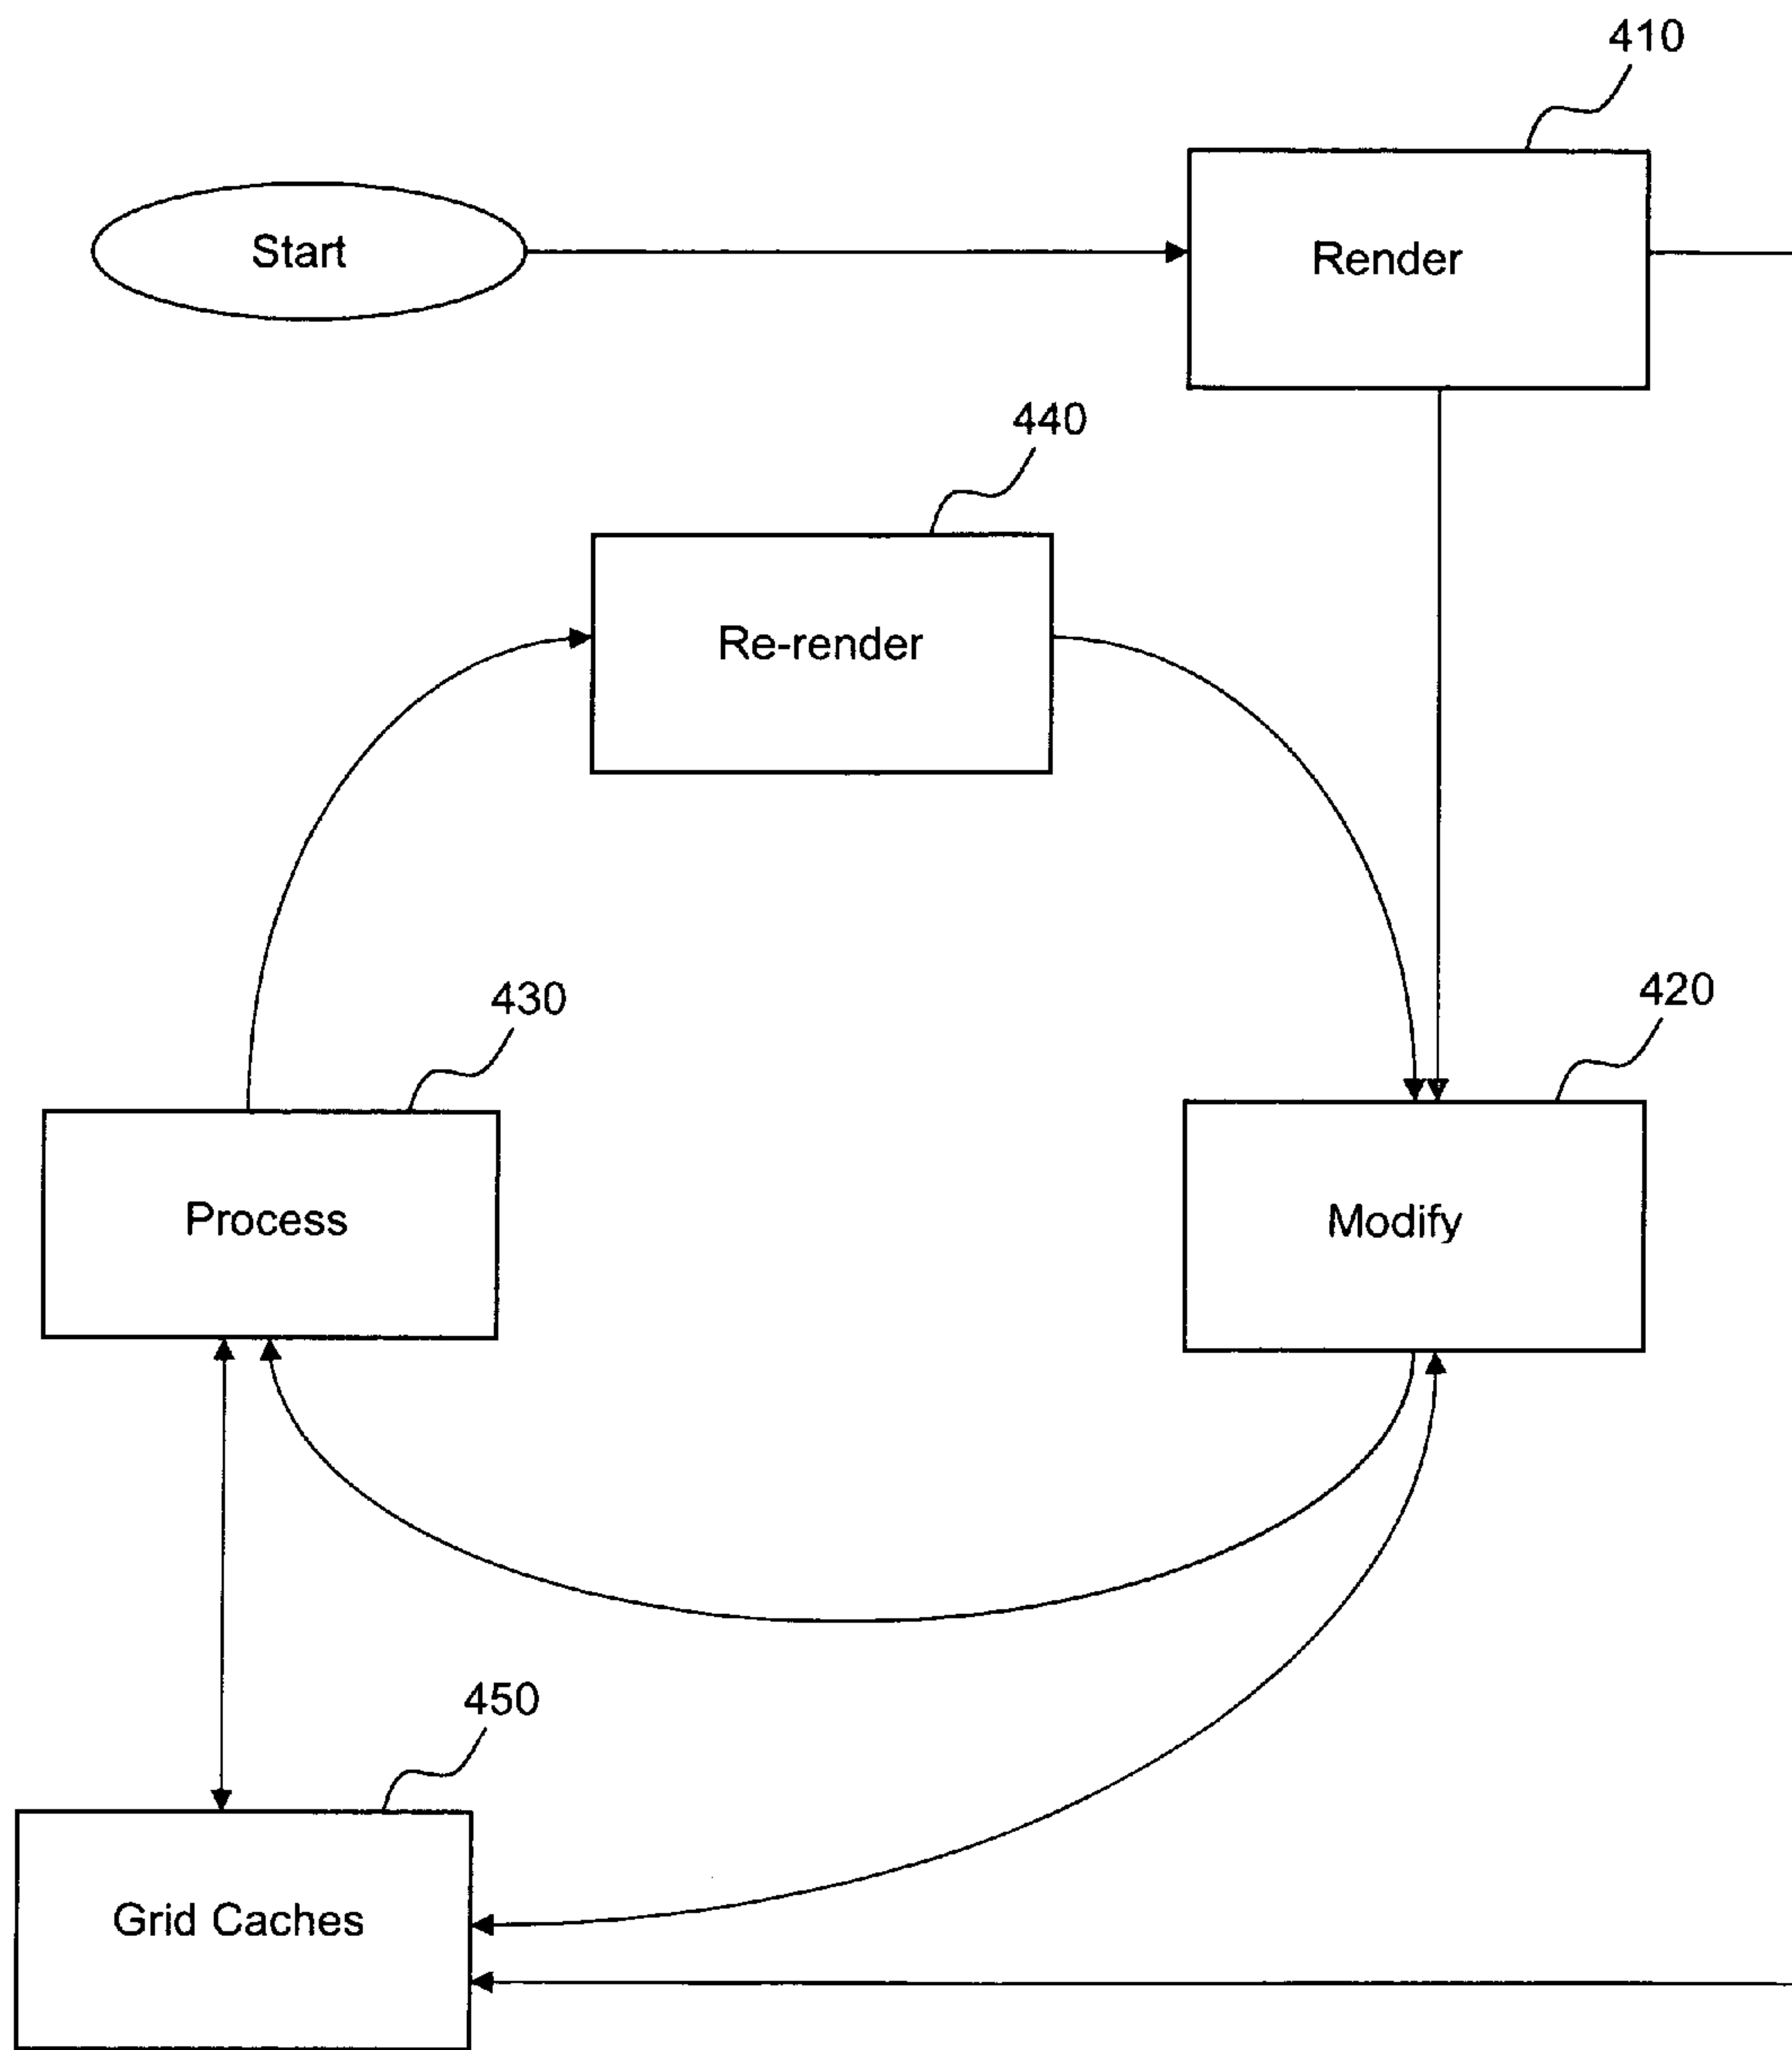 410
Start
Render
440
Re-render
430
420
Process
Modify
450
Grid Caches